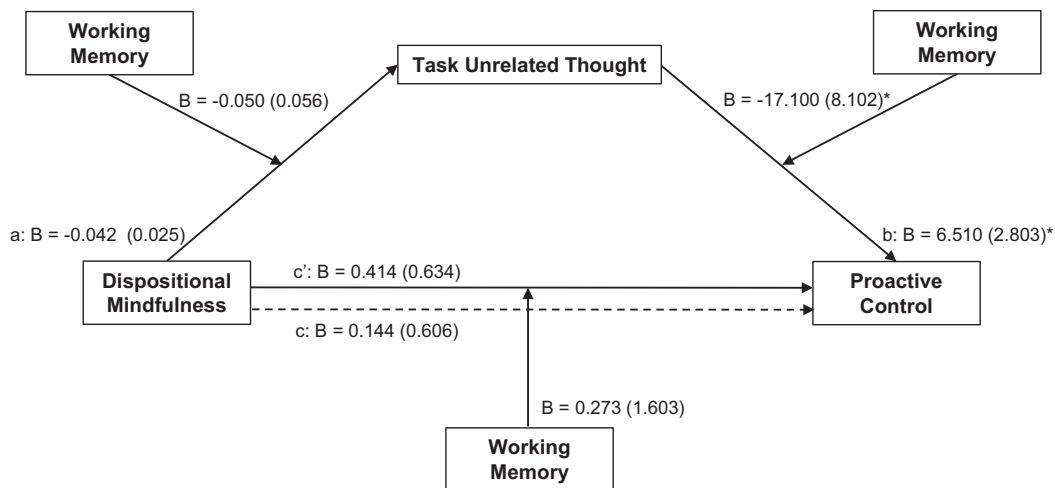 Working
Memory
Task Unrelated Thought
Working
Memory
B = -0.050 (0.056)
B = -17.100 (8.102)*
a: B = -0.042 (0.025)
b: B = 6.510 (2.803)*
Dispositional
Mindfulness
c’: B = 0.414 (0.634)
c: B = 0.144 (0.606)
Proactive
Control
B = 0.273 (1.603)
Working
Memory